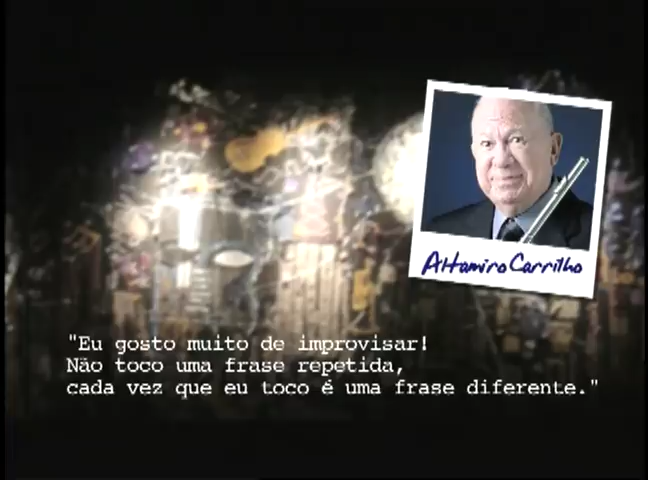 Altamiro Carrilho
"Eu gosto muito de improvisar!
Não toco uma frase repetida,
cada vez que eu toco é uma frase diferente."